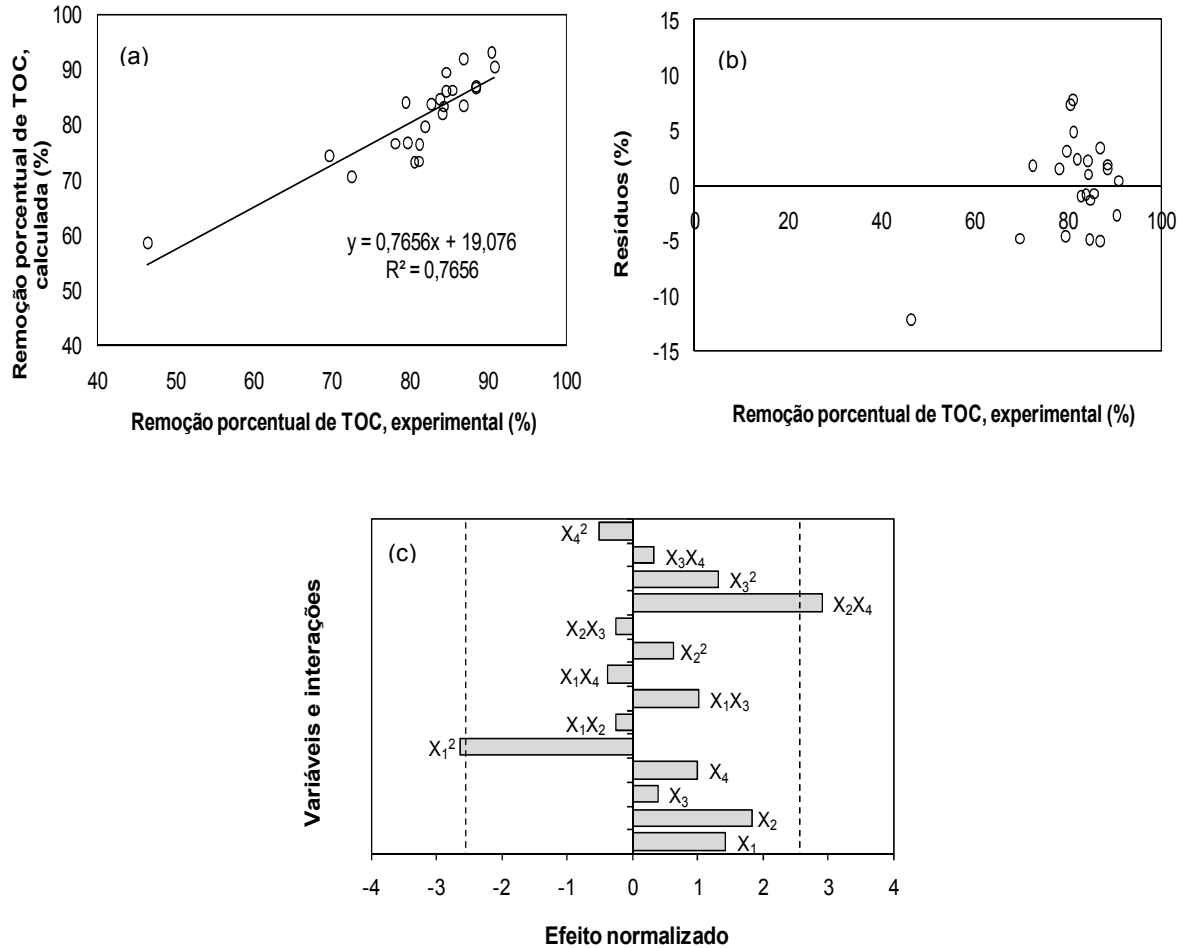 (a)
Remoção porcentual de TOC,
calculada (%)
100
90
80
70
60
50
40
y = 0,7656x + 19,076
R² = 0,7656
40 50 60 70 80 90 100
Remoção porcentual de TOC, experimental (%)
(b)
Resíduos (%)
15
10
5
0
-5
-10
-15
0 20 40 60 80 100
Remoção porcentual de TOC, experimental (%)
(c)
Variáveis e interações
X₄²
X₃X₄
X₃²
X₂X₄
X₂X₃
X₂²
X₁X₄
X₁X₃
X₁X₂
X₁²
X₄
X₃
X₂
X₁
-4 -3 -2 -1 0 1 2 3 4
Efeito normalizado